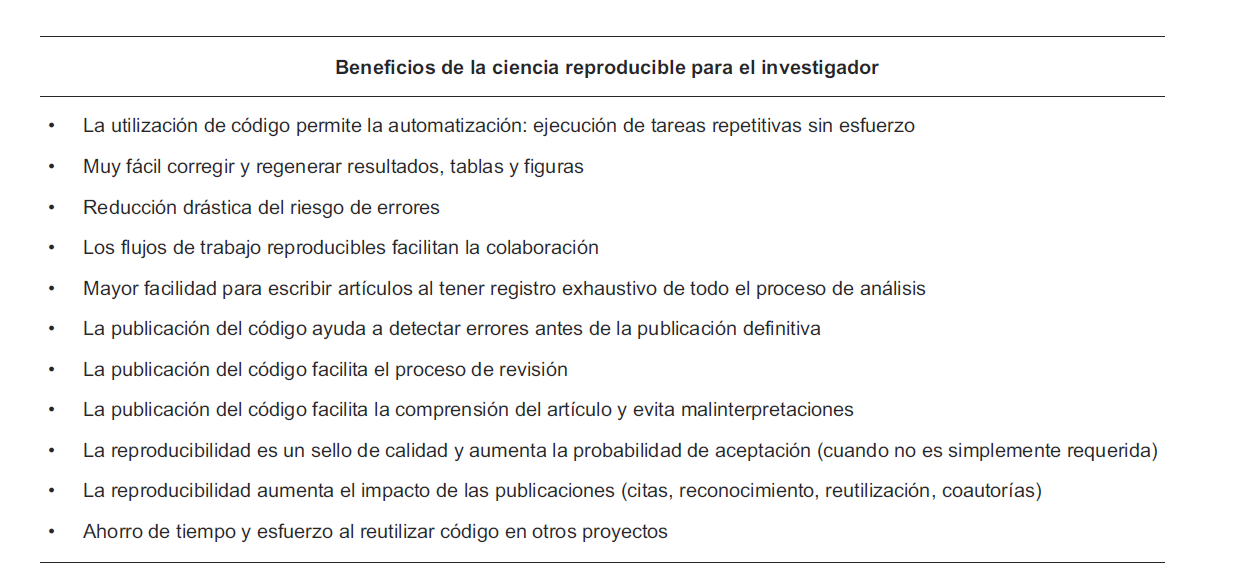 Beneficios de la ciencia reproducible para el investigador
• La utilización de código permite la automatización: ejecución de tareas repetitivas sin esfuerzo
• Muy fácil corregir y regenerar resultados, tablas y figuras
• Reducción drástica del riesgo de errores
• Los flujos de trabajo reproducibles facilitan la colaboración
• Mayor facilidad para escribir artículos al tener registro exhaustivo de todo el proceso de análisis
• La publicación del código ayuda a detectar errores antes de la publicación definitiva
• La publicación del código facilita el proceso de revisión
• La publicación del código facilita la comprensión del artículo y evita malinterpretaciones
• La reproducibilidad es un sello de calidad y aumenta la probabilidad de aceptación (cuando no es simplemente requerida)
• La reproducibilidad aumenta el impacto de las publicaciones (citas, reconocimiento, reutilización, coautorías)
• Ahorro de tiempo y esfuerzo al reutilizar código en otros proyectos